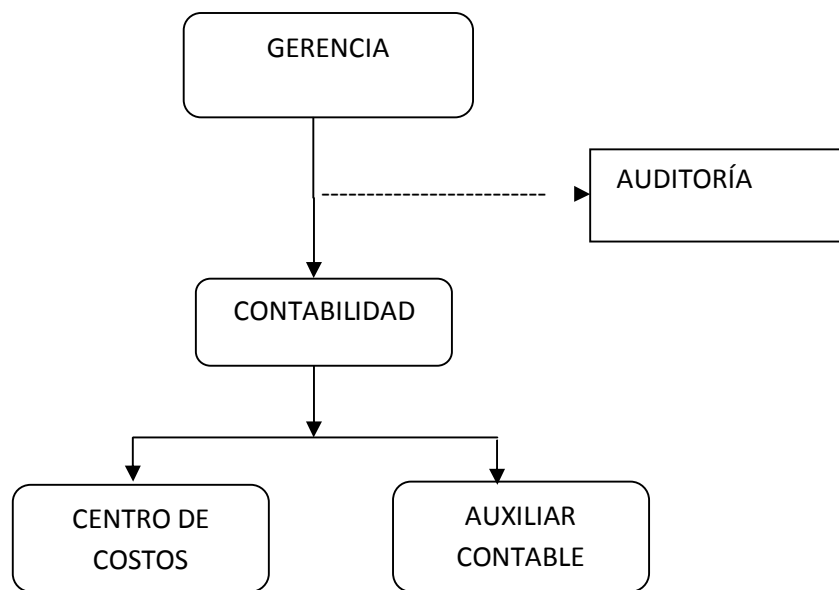 GERENCIA
AUDITORÍA
CONTABILIDAD
CENTRO DE
COSTOS
AUXILIAR
CONTABLE